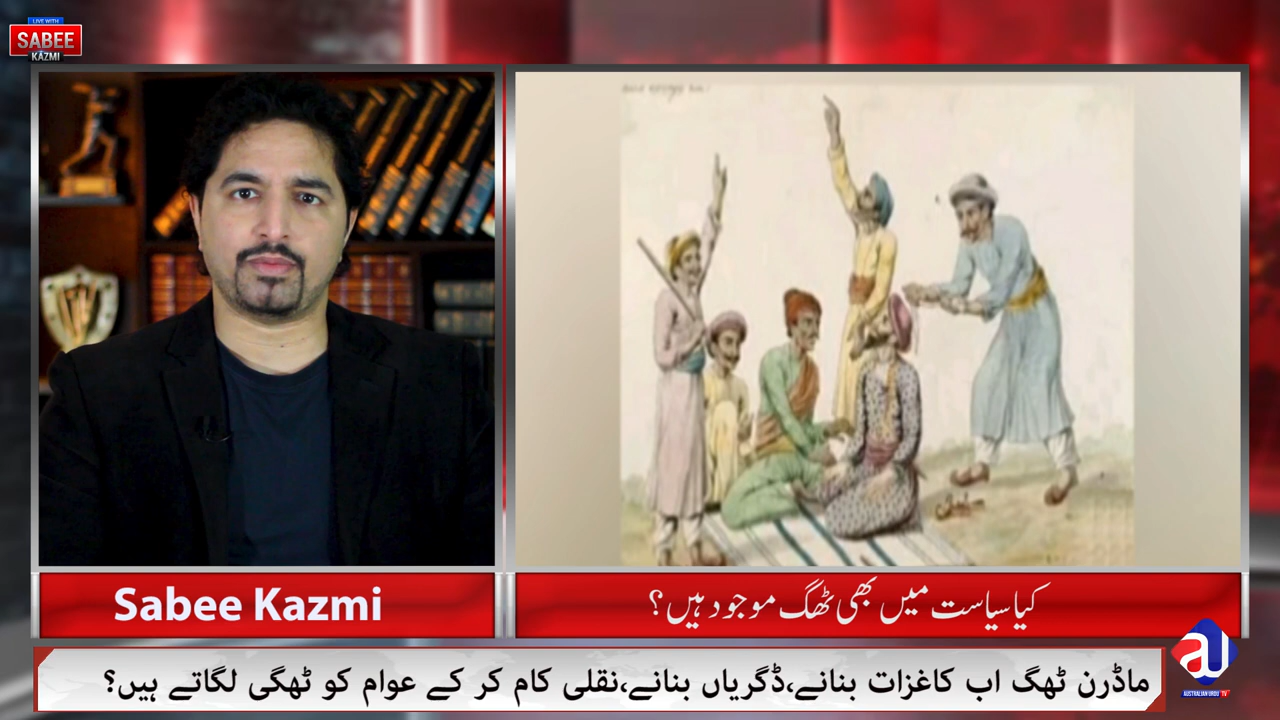 LIVE WITH
SABEE
KAZMI
Sabee Kazmi
کیا سیاست میں بھی ٹھگ موجود ہیں؟
ماڈرن ٹھگ اب کاغزات بنانے،ڈگریاں بنانے،نقلی کام کر کے عوام کو ٹھگی لگاتے ہیں؟
AUSTRALIAN URDU TV